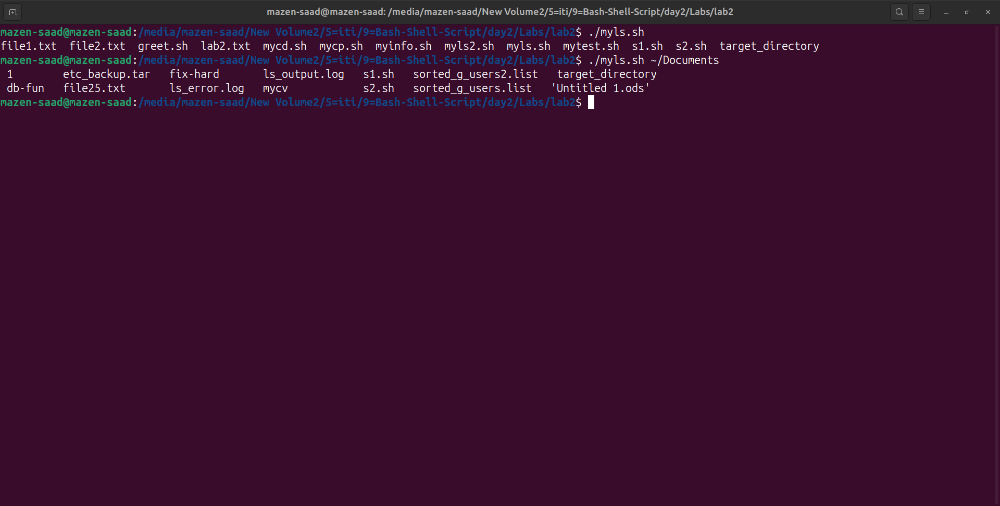 mazen-saad@mazen-saad: /media/mazen-saad/New Volume2/5=iti/9=Bash-Shell-Script/day2/Labs/lab2
mazen-saad@mazen-saad:/media/mazen-saad/New Volume2/5=iti/9=Bash-Shell-Script/day2/Labs/lab2$ ./myls.sh
file1.txt  file2.txt  greet.sh  lab2.txt  mycd.sh  mycp.sh  myinfo.sh  myls2.sh  myls.sh  mytest.sh  s1.sh  s2.sh  target_directory
mazen-saad@mazen-saad:/media/mazen-saad/New Volume2/5=iti/9=Bash-Shell-Script/day2/Labs/lab2$ ./myls.sh ~/Documents
 1        etc_backup.tar   fix-hard       ls_output.log   s1.sh   sorted_g_users2.list   target_directory
 db-fun   file25.txt       ls_error.log   mycv            s2.sh   sorted_g_users.list   'Untitled 1.ods'
mazen-saad@mazen-saad:/media/mazen-saad/New Volume2/5=iti/9=Bash-Shell-Script/day2/Labs/lab2$